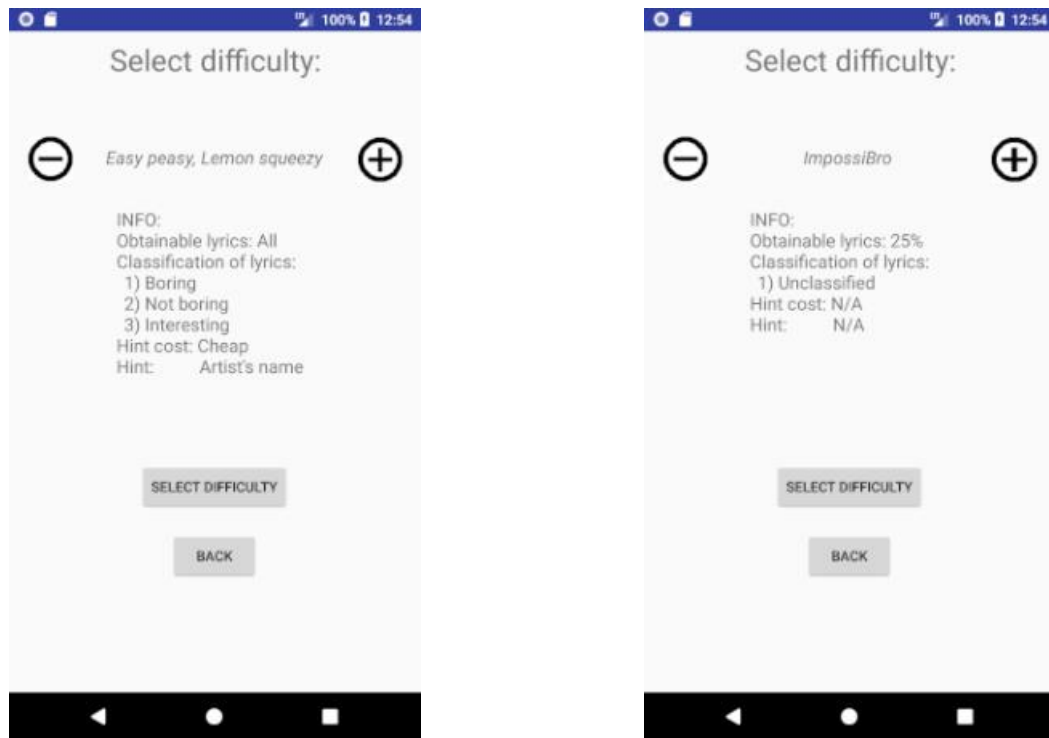 100% 12:54
Select difficulty:
Easy peasy, Lemon squeezy
INFO:
Obtainable lyrics: All
Classification of lyrics:
1) Boring
2) Not boring
3) Interesting
Hint cost: Cheap
Hint: Artist's name
SELECT DIFFICULTY
BACK
100% 12:54
Select difficulty:
ImpossiBro
INFO:
Obtainable lyrics: 25%
Classification of lyrics:
1) Unclassified
Hint cost: N/A
Hint: N/A
SELECT DIFFICULTY
BACK